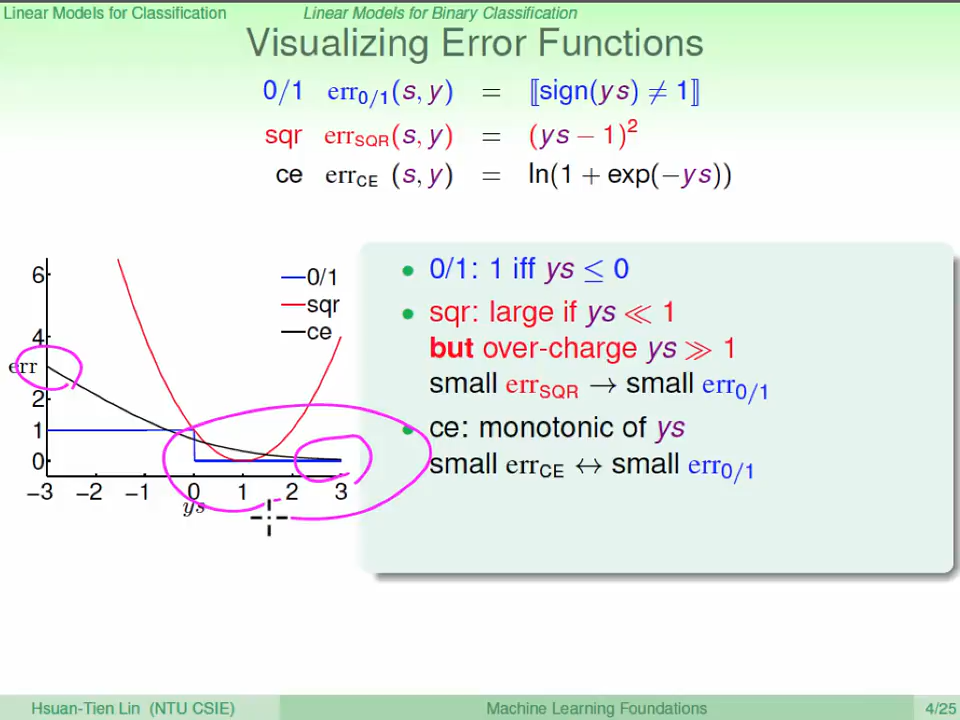 Linear Models for Classification Linear Models for Binary Classification
Visualizing Error Functions
0/1 err0/1(s, y) = ⟦sign(ys) ≠ 1⟧
sqr errSQR(s, y) = (ys − 1)²
ce errCE (s, y) = ln(1 + exp(−ys))
6
4
err
2
1
0
−3 −2 −1 0 1 2 3
ys
0/1
sqr
ce
• 0/1: 1 iff ys ≤ 0
• sqr: large if ys ≪ 1
but over-charge ys ≫ 1
small errSQR → small err0/1
• ce: monotonic of ys
small errCE ↔ small err0/1
Hsuan-Tien Lin (NTU CSIE) Machine Learning Foundations 4/25